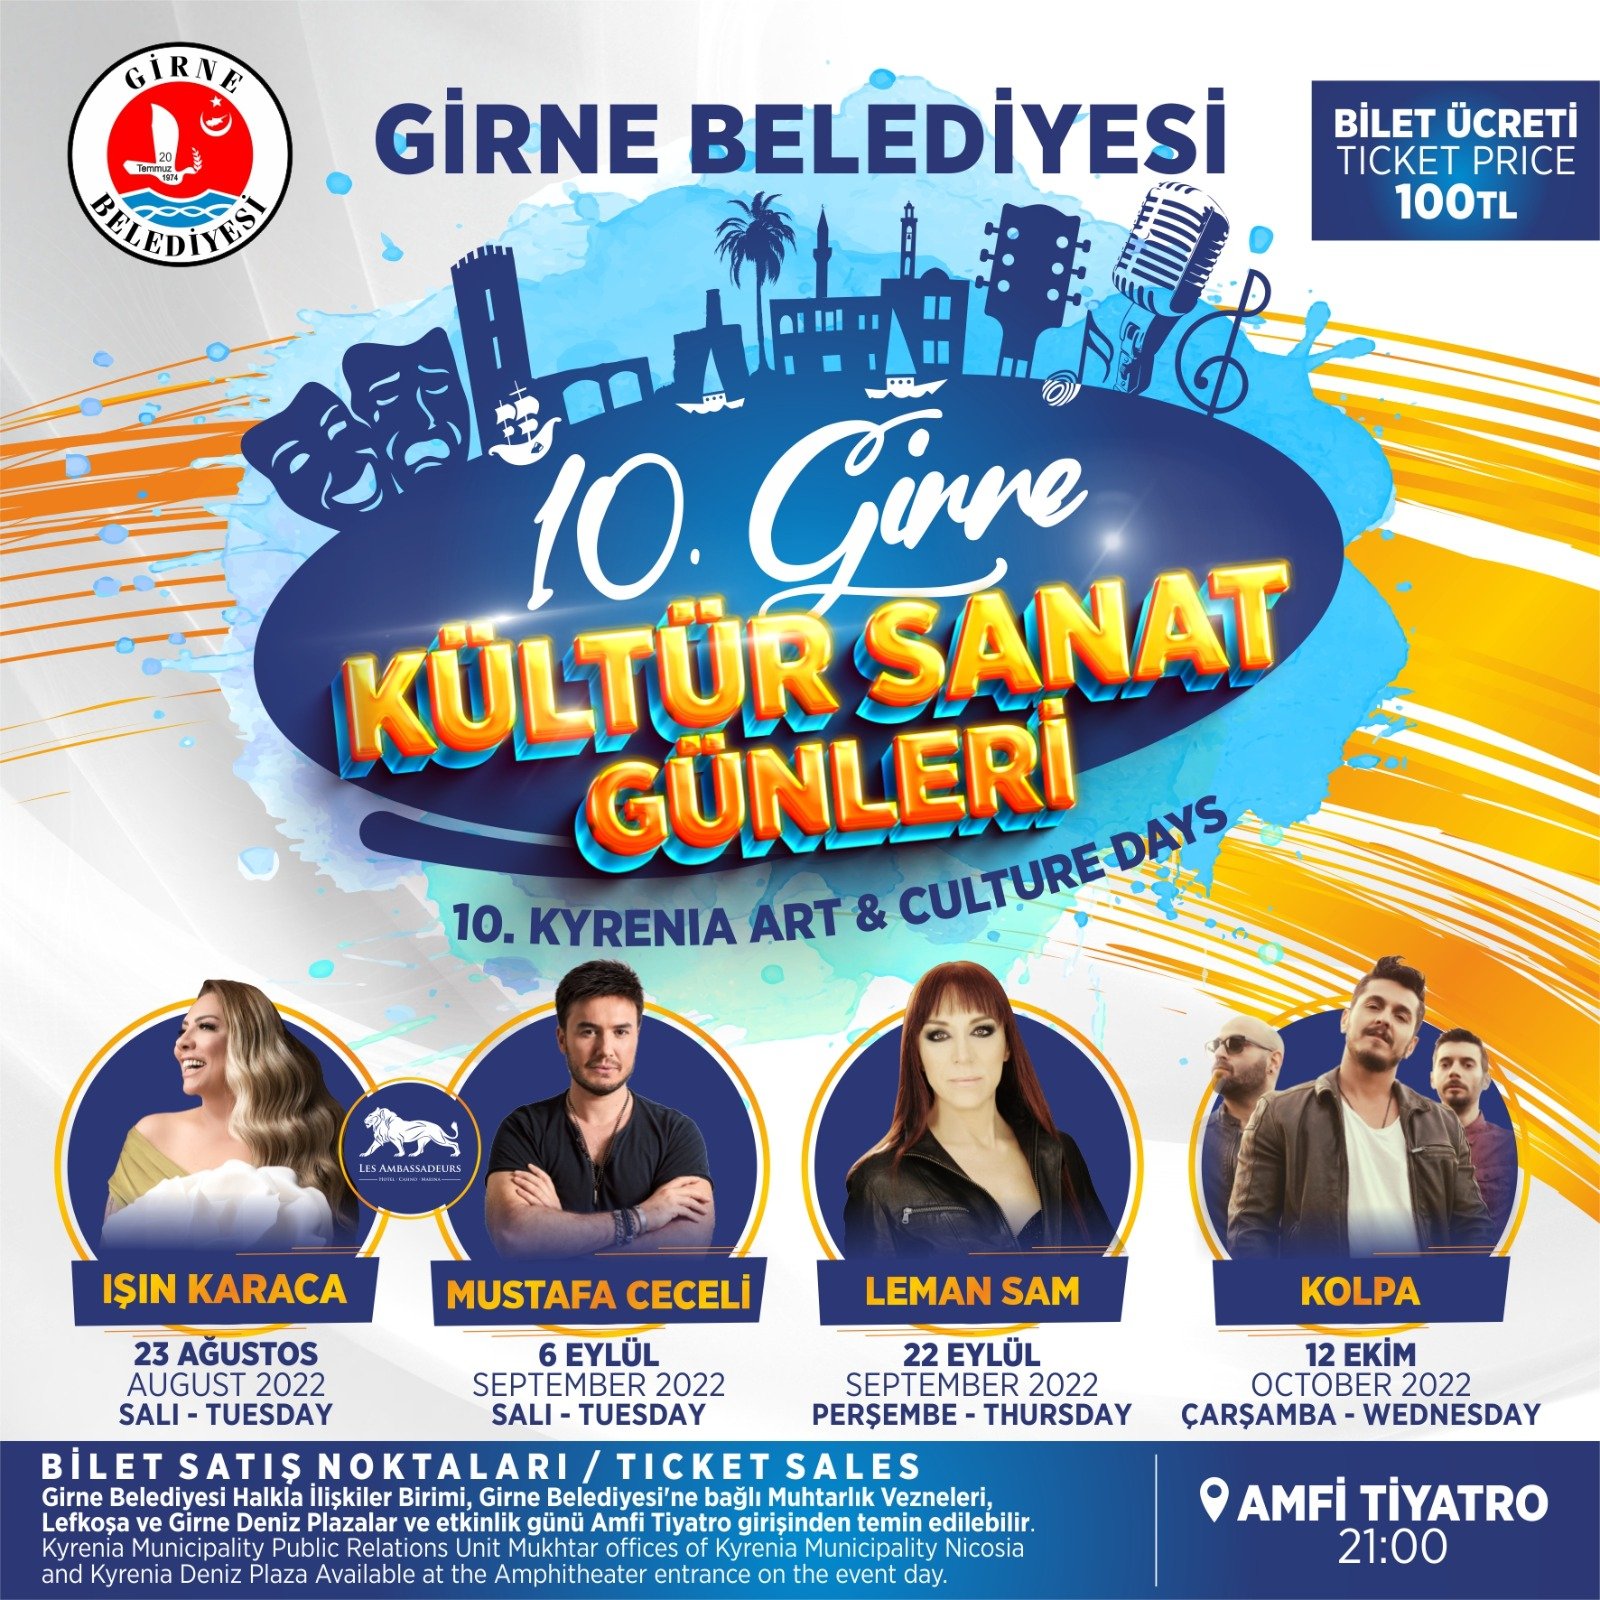 GİRNE
BELEDİYESİ
20
Temmuz
1974
GİRNE BELEDİYESİ
BİLET ÜCRETİ
TICKET PRICE
100TL
10. Girne
KÜLTÜR SANAT
GÜNLERİ
10. KYRENIA ART & CULTURE DAYS
LES AMBASSADEURS
HOTEL · CASINO · MARINA
IŞIN KARACA
23 AĞUSTOS
AUGUST 2022
SALI - TUESDAY
MUSTAFA CECELİ
6 EYLÜL
SEPTEMBER 2022
SALI - TUESDAY
LEMAN SAM
22 EYLÜL
SEPTEMBER 2022
PERŞEMBE - THURSDAY
KOLPA
12 EKİM
OCTOBER 2022
ÇARŞAMBA - WEDNESDAY
BİLET SATIŞ NOKTALARI / TICKET SALES
Girne Belediyesi Halkla İlişkiler Birimi, Girne Belediyesi'ne bağlı Muhtarlık Vezneleri,
Lefkoşa ve Girne Deniz Plazalar ve etkinlik günü Amfi Tiyatro girişinden temin edilebilir.
Kyrenia Municipality Public Relations Unit Mukhtar offices of Kyrenia Municipality Nicosia
and Kyrenia Deniz Plaza Available at the Amphitheater entrance on the event day.
AMFİ TİYATRO
21:00